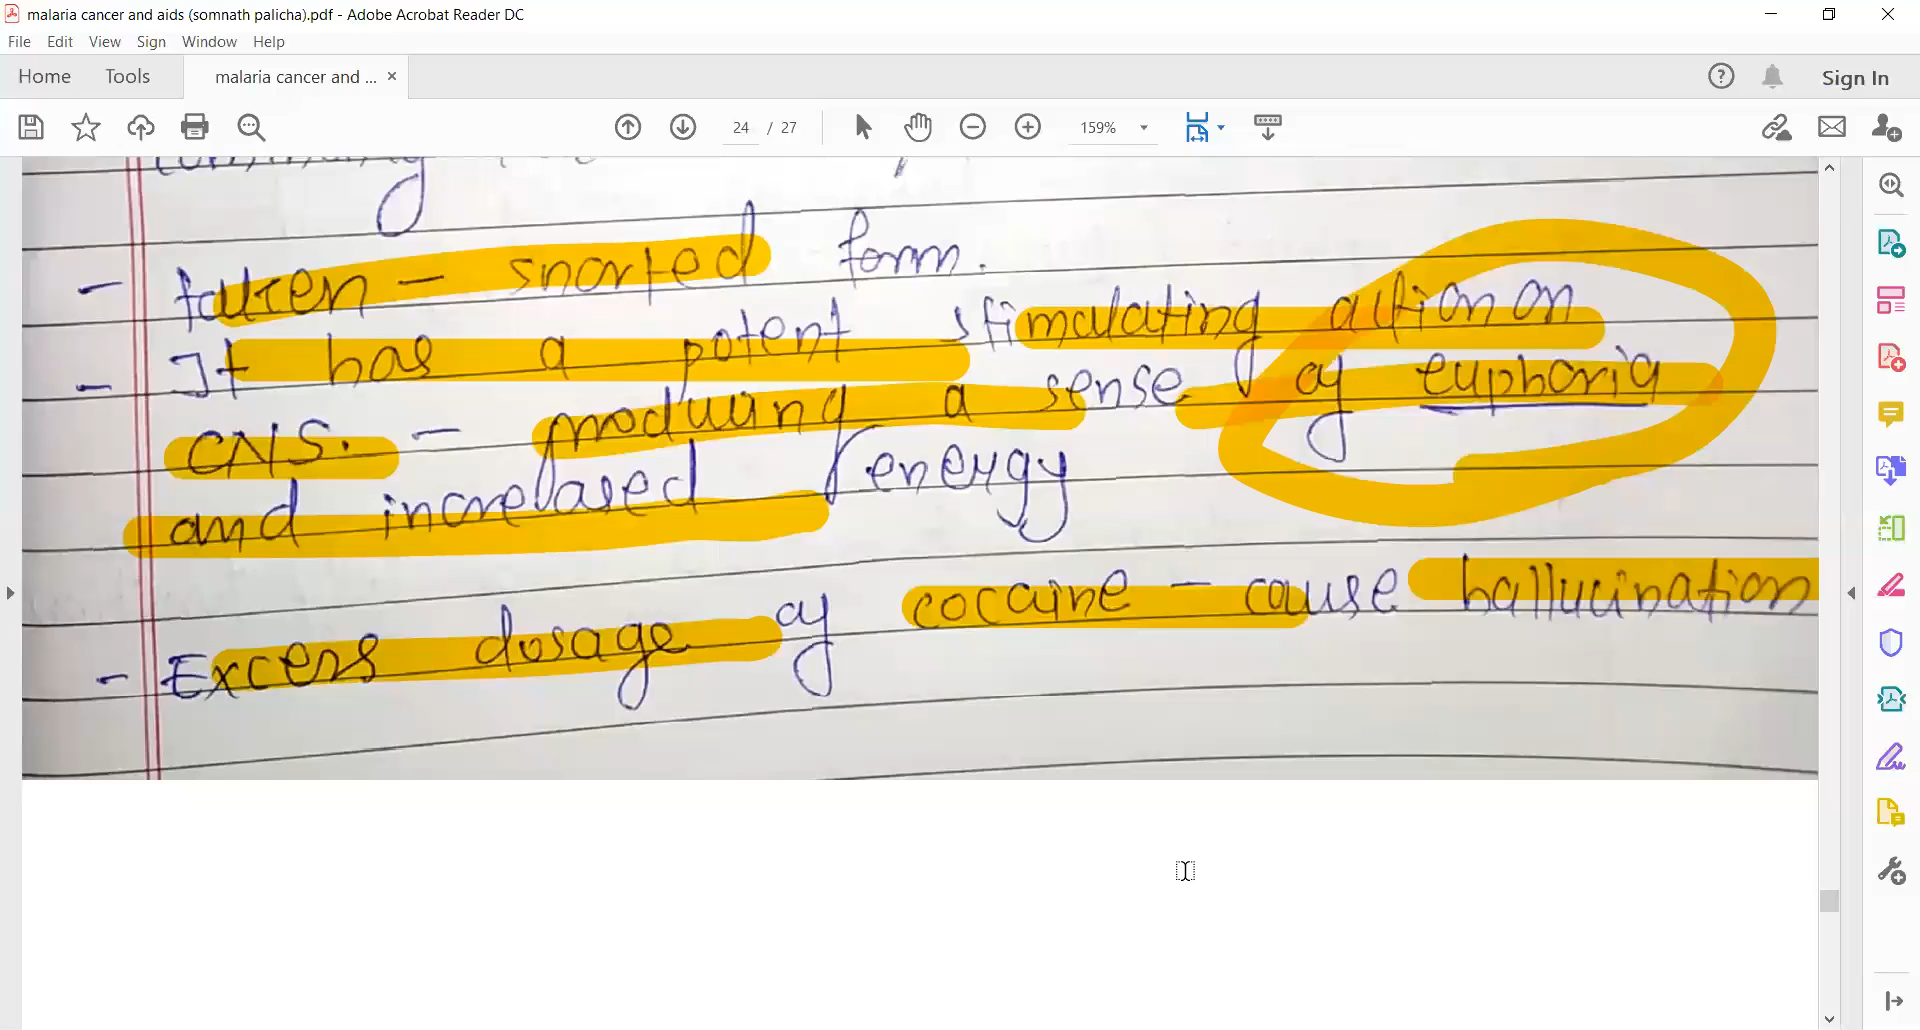 malaria cancer and aids (somnath palicha).pdf - Adobe Acrobat Reader DC
File Edit View Sign Window Help
Home Tools malaria cancer and ... × Sign In
24 / 27 159%
- taken - snorted form.
- It has a potent stimulating action on
CNS. - producing a sense of euphoria
and increased energy
- Excess dosage of cocaine - cause hallucination